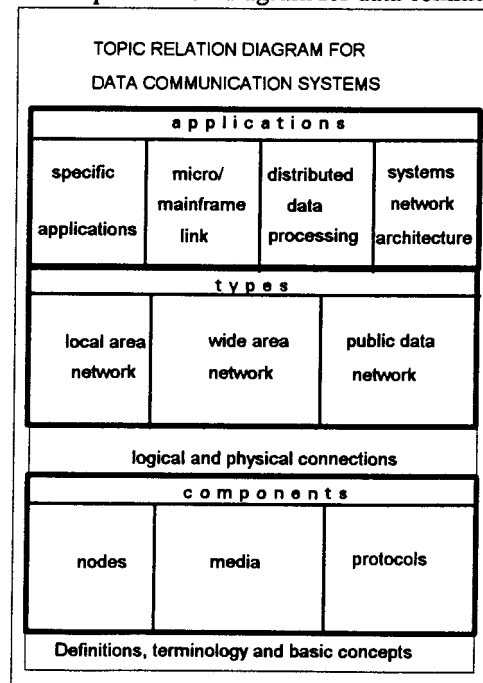 TOPIC RELATION DIAGRAM FOR
DATA COMMUNICATION SYSTEMS
applications
specific
applications
micro/
mainframe
link
distributed
data
processing
systems
network
architecture
types
local area
network
wide area
network
public data
network
logical and physical connections
components
nodes
media
protocols
Definitions, terminology and basic concepts